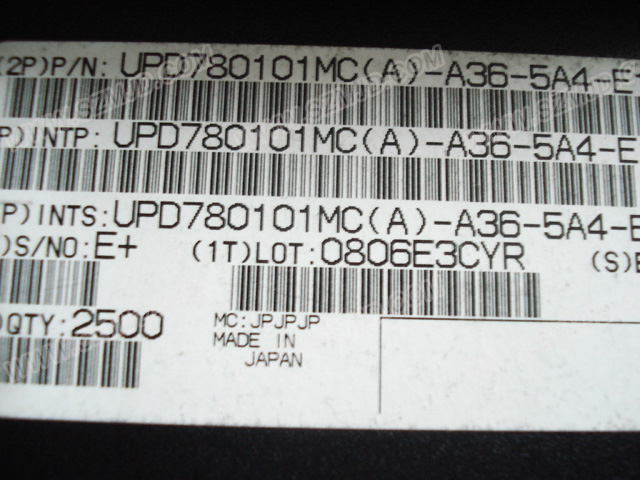 (2P)P/N: UPD780101MC(A)-A36-5A4-E
P)INTP: UPD780101MC(A)-A36-5A4-E
P)INTS: UPD780101MC(A)-A36-5A4-E
)S/NO: E+ (1T)LOT: 0806E3CYR (S)E
)QTY: 2500 MC: JPJPJP
MADE IN
JAPAN